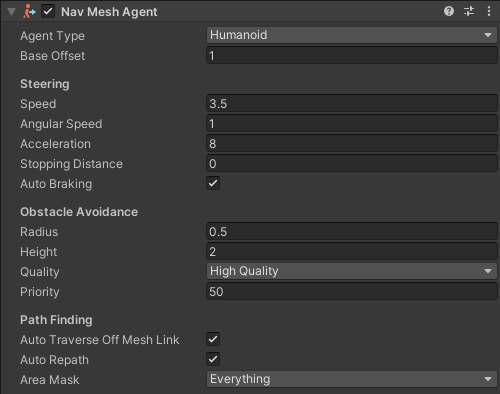 Nav Mesh Agent
Agent Type Humanoid
Base Offset 1
Steering
Speed 3.5
Angular Speed 1
Acceleration 8
Stopping Distance 0
Auto Braking
Obstacle Avoidance
Radius 0.5
Height 2
Quality High Quality
Priority 50
Path Finding
Auto Traverse Off Mesh Link
Auto Repath
Area Mask Everything